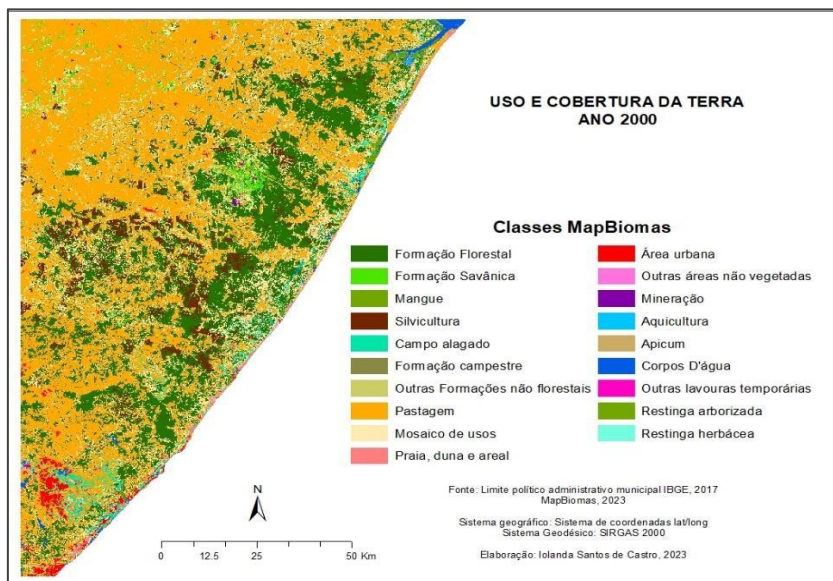 USO E COBERTURA DA TERRA
ANO 2000
Classes MapBiomas
Formação Florestal
Formação Savânica
Mangue
Silvicultura
Campo alagado
Formação campestre
Outras Formações não florestais
Pastagem
Mosaico de usos
Praia, duna e areal
Área urbana
Outras áreas não vegetadas
Mineração
Aquicultura
Apicum
Corpos D'água
Outras lavouras temporárias
Restinga arborizada
Restinga herbácea
N
0 12.5 25 50 Km
Fonte: Limite político administrativo municipal IBGE, 2017
MapBiomas, 2023
Sistema geográfico: Sistema de coordenadas lat/long
Sistema Geodésico: SIRGAS 2000
Elaboração: Iolanda Santos de Castro, 2023